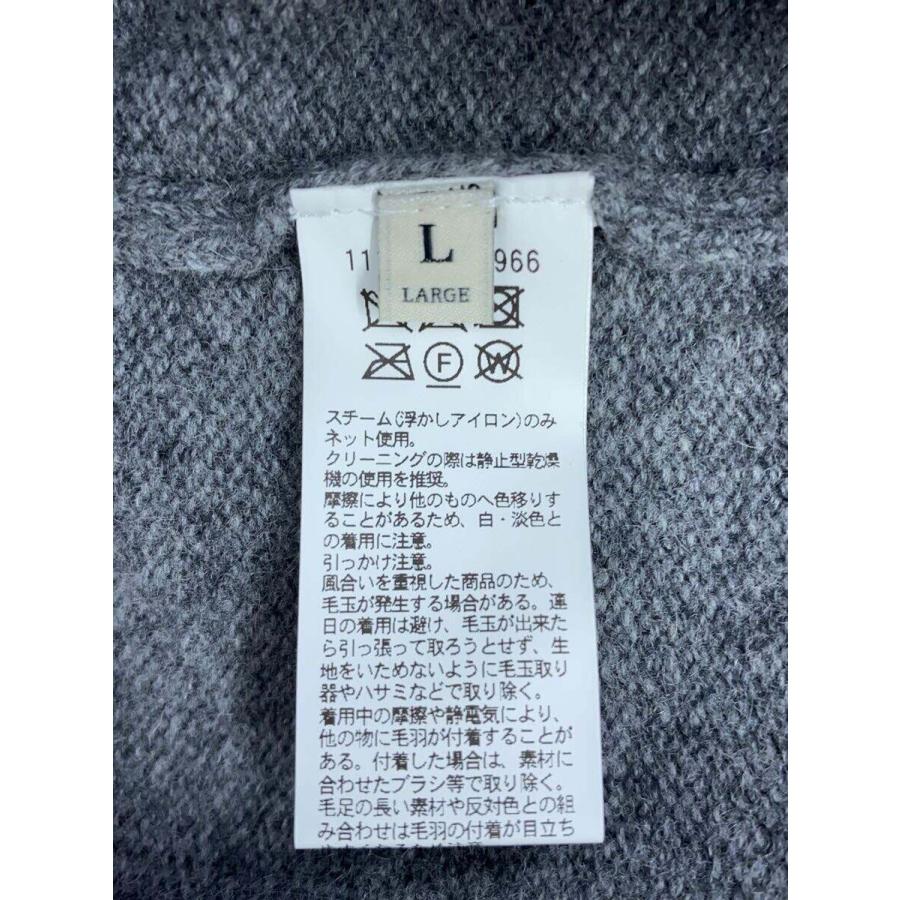 L
LARGE
11
966
F
W
スチーム(浮かしアイロン)のみ
ネット使用。
クリーニングの際は静止型乾燥
機の使用を推奨。
摩擦により他のものへ色移りす
ることがあるため、白・淡色と
の着用に注意。
引っかけ注意。
風合いを重視した商品のため、
毛玉が発生する場合がある。連
日の着用は避け、毛玉が出来た
ら引っ張って取ろうとせず、生
地をいためないように毛玉取り
器やハサミなどで取り除く。
着用中の摩擦や静電気により、
他の物に毛羽が付着することが
ある。付着した場合は、素材に
合わせたブラシ等で取り除く。
毛足の長い素材や反対色との組
み合わせは毛羽の付着が目立ち